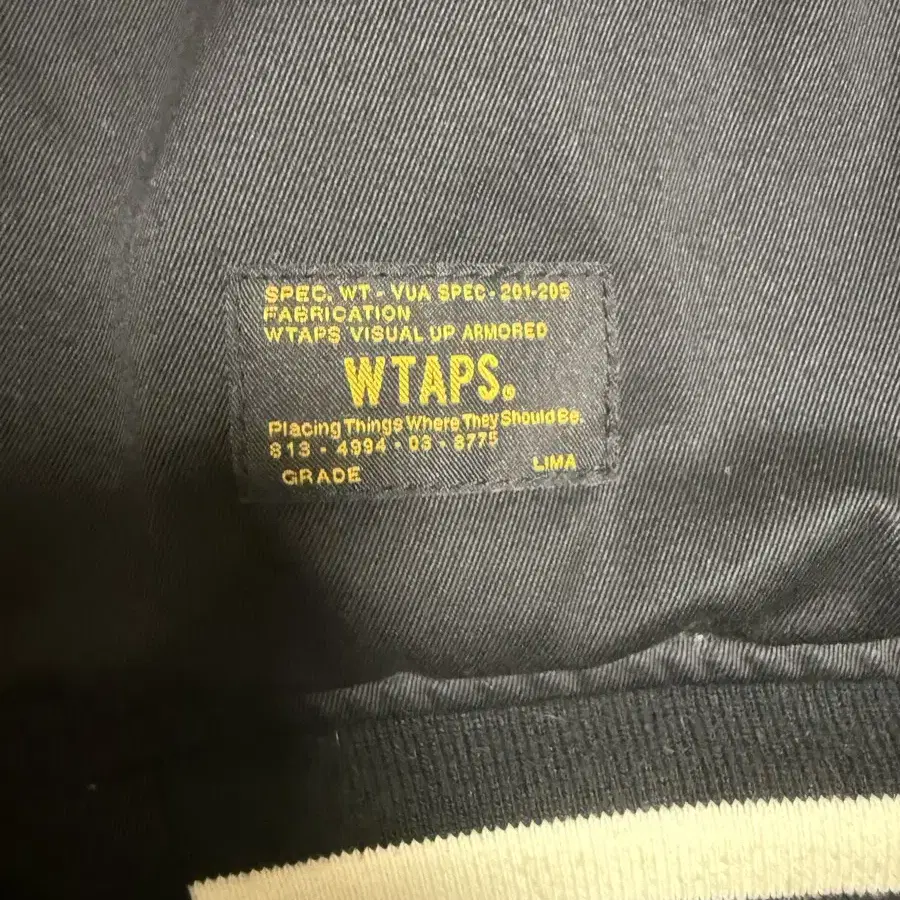 SPEC. WT - VUA SPEC - 201-205
FABRICATION
WTAPS VISUAL UP ARMORED
WTAPS.®
Placing Things Where They Should Be.
813 - 4994 - 03 - 8775
GRADE LIMA